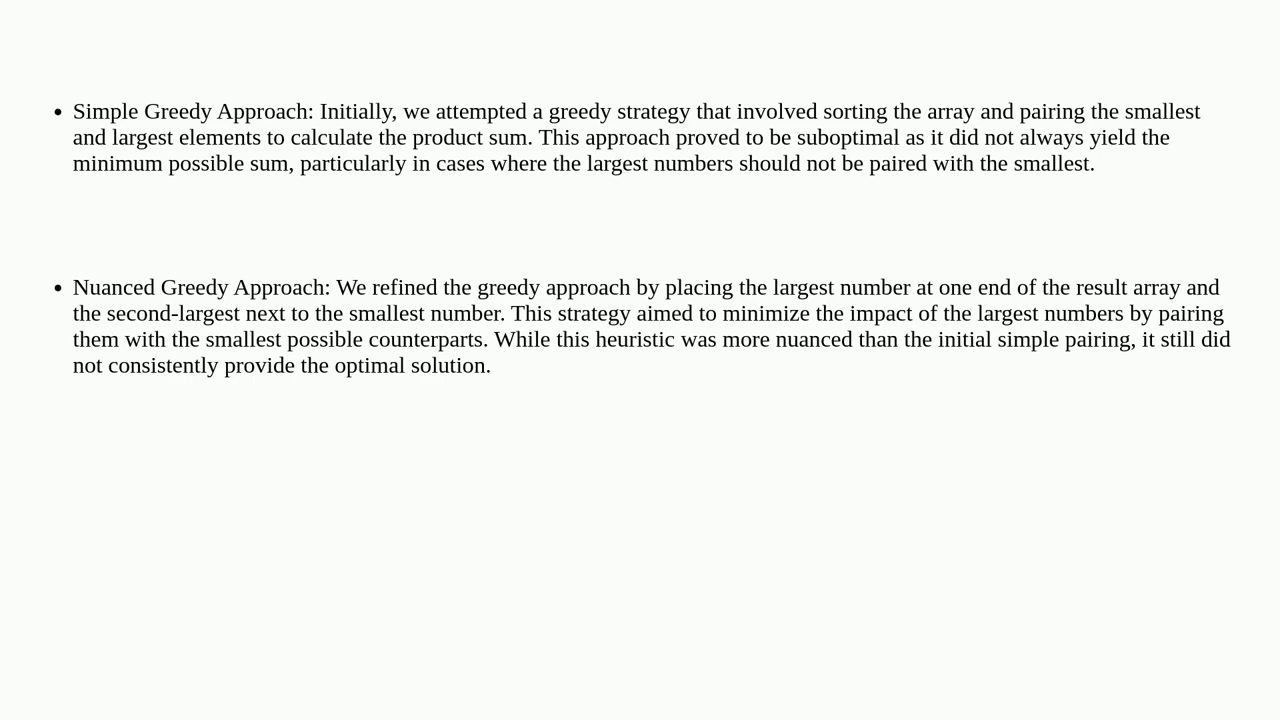 • Simple Greedy Approach: Initially, we attempted a greedy strategy that involved sorting the array and pairing the smallest
and largest elements to calculate the product sum. This approach proved to be suboptimal as it did not always yield the
minimum possible sum, particularly in cases where the largest numbers should not be paired with the smallest.
• Nuanced Greedy Approach: We refined the greedy approach by placing the largest number at one end of the result array and
the second-largest next to the smallest number. This strategy aimed to minimize the impact of the largest numbers by pairing
them with the smallest possible counterparts. While this heuristic was more nuanced than the initial simple pairing, it still did
not consistently provide the optimal solution.